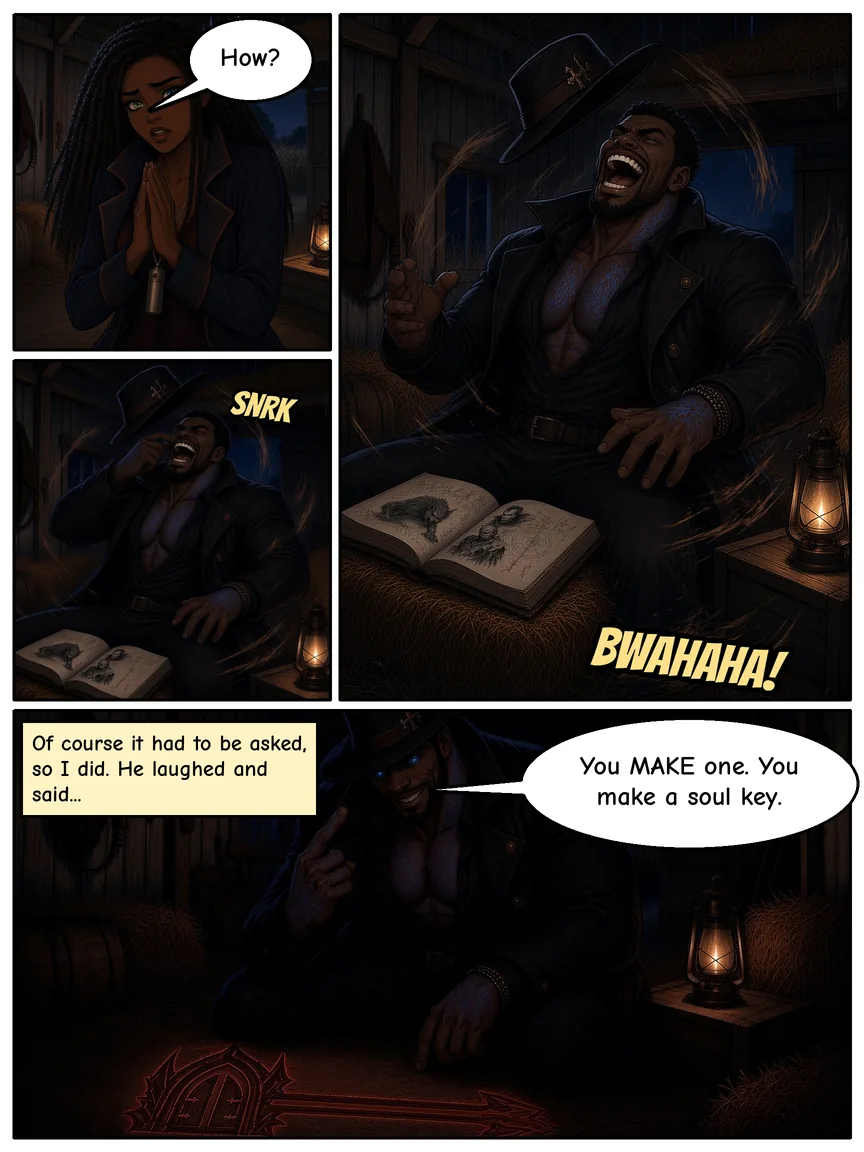 How?
SNRK
BWAHAHA!
Of course it had to be asked,
so I did. He laughed and
said...
You MAKE one. You
make a soul key.